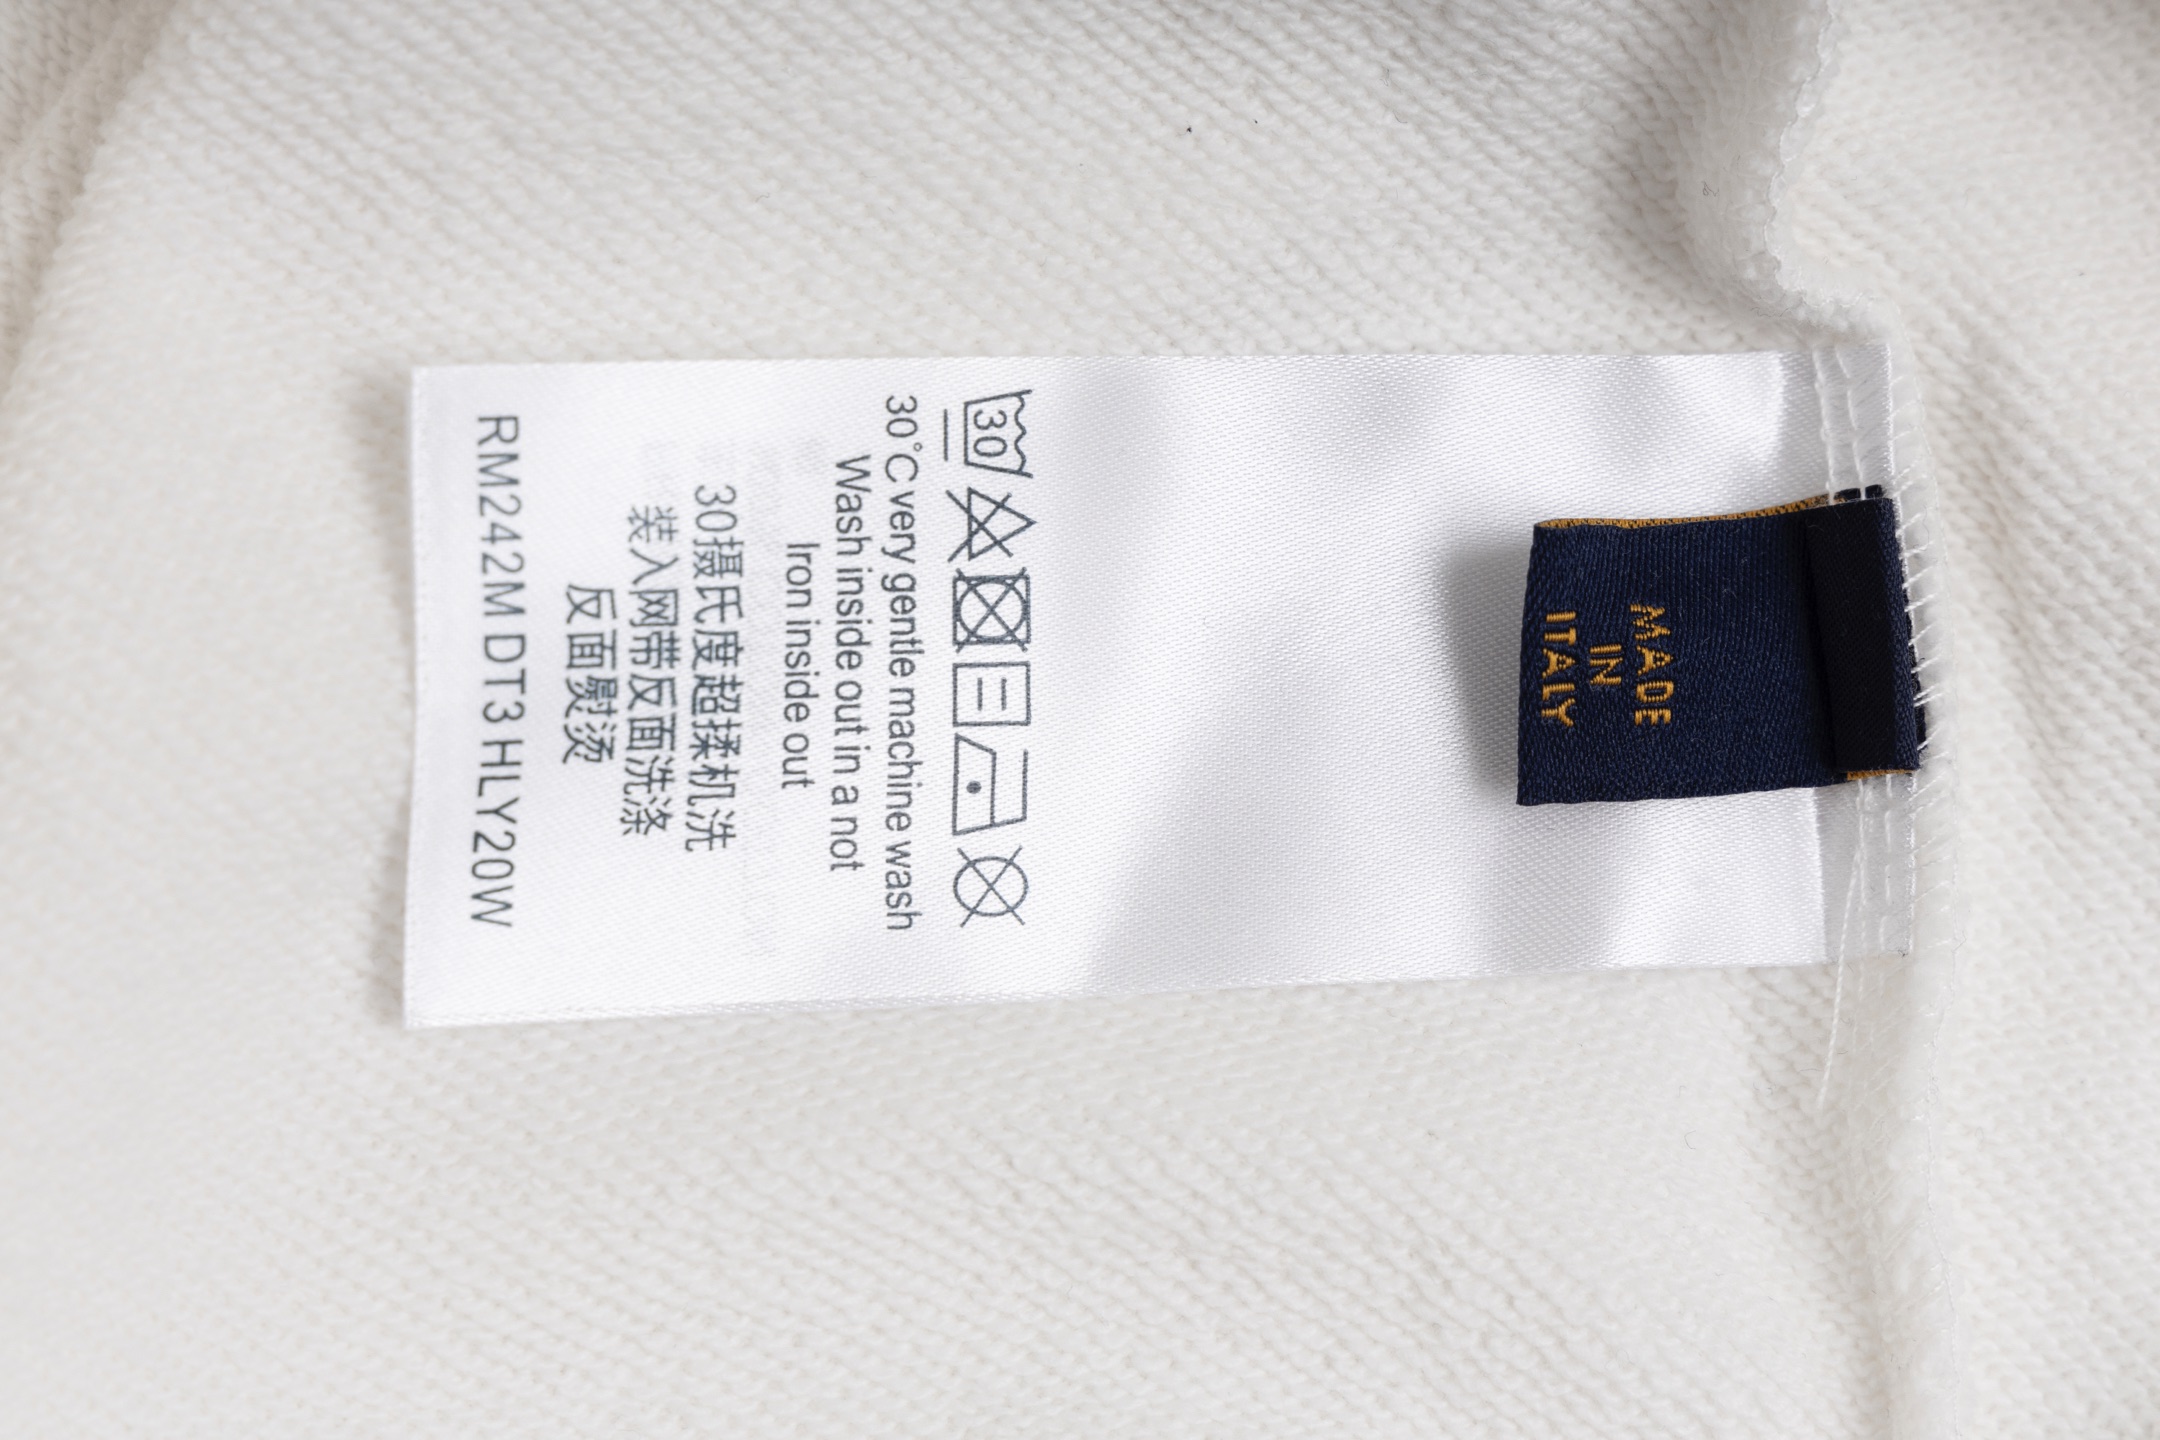 30
30°C very gentle machine wash
Wash inside out in a not
Iron inside out
30摄氏度超揉机洗
装入网带反面洗涤
反面熨烫
RM242M DT3 HLY20W
MADE
IN
ITALY